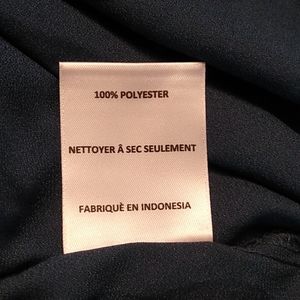 100% POLYESTER
NETTOYER Â SEC SEULEMENT
FABRIQUÈ EN INDONESIA